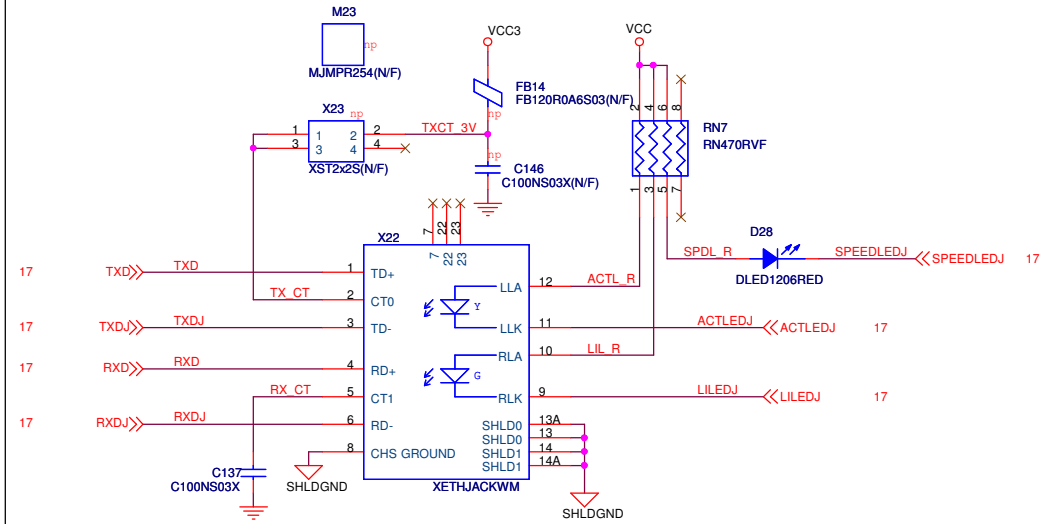 M23
np
MJMPR254(N/F)
VCC3
VCC
FB14
FB120R0A6S03(N/F)
np
X23
np
1 1 2 2
3 3 4 4
XST2x2S(N/F)
TXCT_3V
np
C146
C100NS03X(N/F)
2 4 6 8
RN7
RN470RVF
1 3 5 7
D28
DLED1206RED
SPDL_R
SPEEDLEDJ
SPEEDLEDJ 17
7 22 23
7 22 23
X22
17 TXD TXD 1 TD+
TX_CT 2 CT0
17 TXDJ TXDJ 3 TD-
17 RXD RXD 4 RD+
RX_CT 5 CT1
17 RXDJ RXDJ 6 RD-
8 CHS GROUND
Y
G
LLA 12 ACTL_R
LLK 11 ACTLEDJ ACTLEDJ 17
RLA 10 LIL_R
RLK 9 LILEDJ LILEDJ 17
SHLD0 13A
SHLD0 13
SHLD1 14
SHLD1 14A
C137
C100NS03X
SHLDGND
XETHJACKWM
SHLDGND